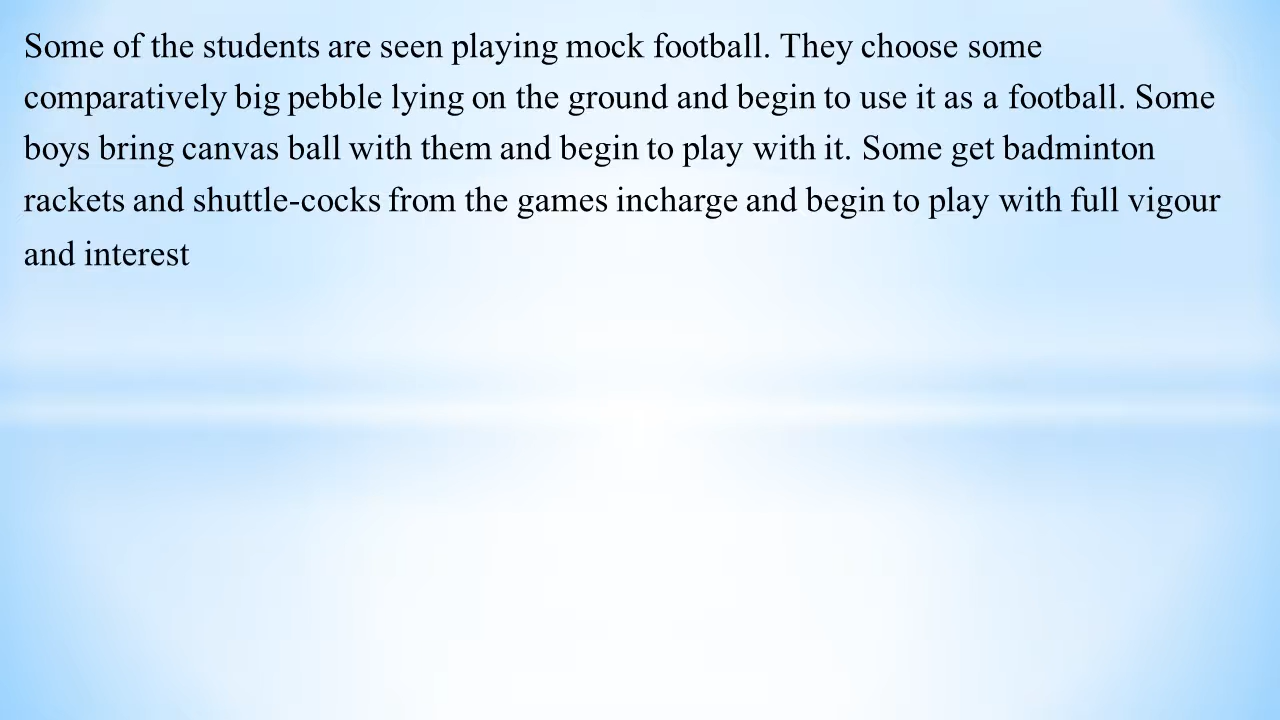 Some of the students are seen playing mock football. They choose some
comparatively big pebble lying on the ground and begin to use it as a football. Some
boys bring canvas ball with them and begin to play with it. Some get badminton
rackets and shuttle-cocks from the games incharge and begin to play with full vigour
and interest